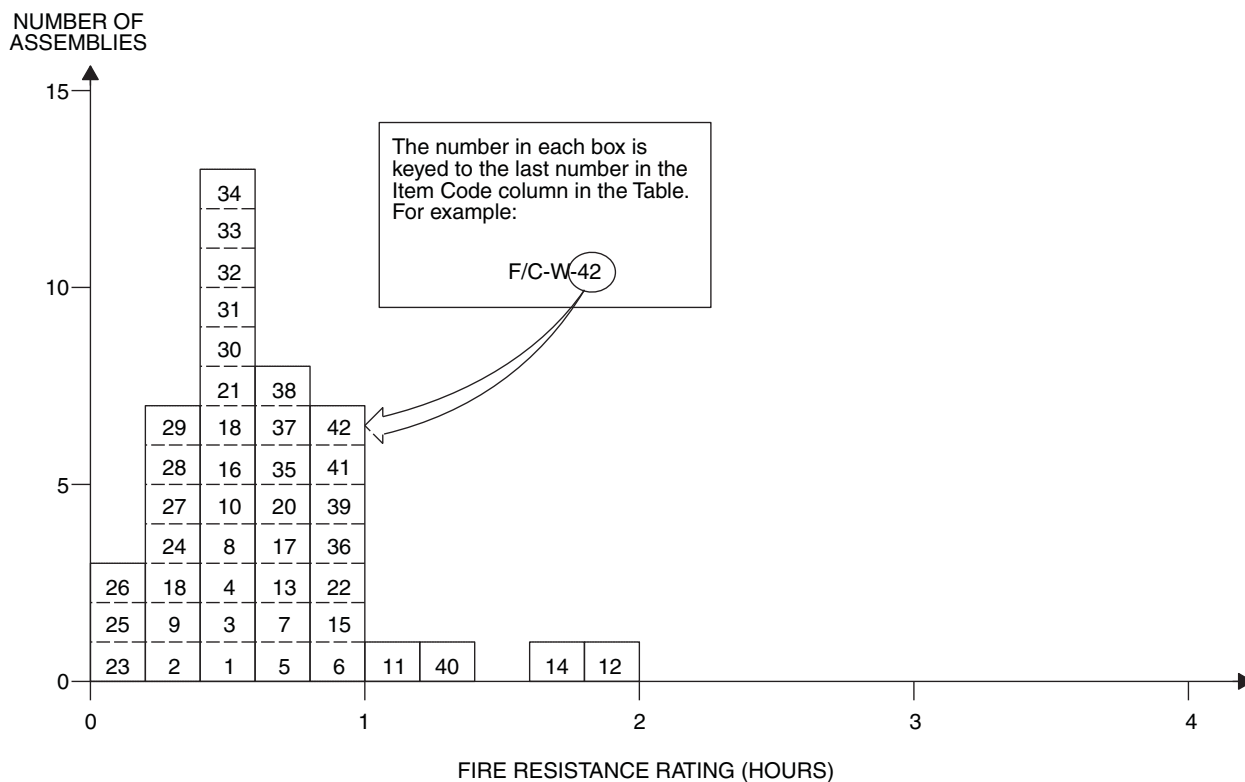 NUMBER OF
ASSEMBLIES
15
The number in each box is
keyed to the last number in the
Item Code column in the Table.
For example:
F/C-W-42
34
33
32
10
31
30
21 38
29 18 37 42
28 16 35 41
5
27 10 20 39
24 8 17 36
26 18 4 13 22
25 9 3 7 15
23 2 1 5 6 11 40 14 12
0
0 1 2 3 4
FIRE RESISTANCE RATING (HOURS)